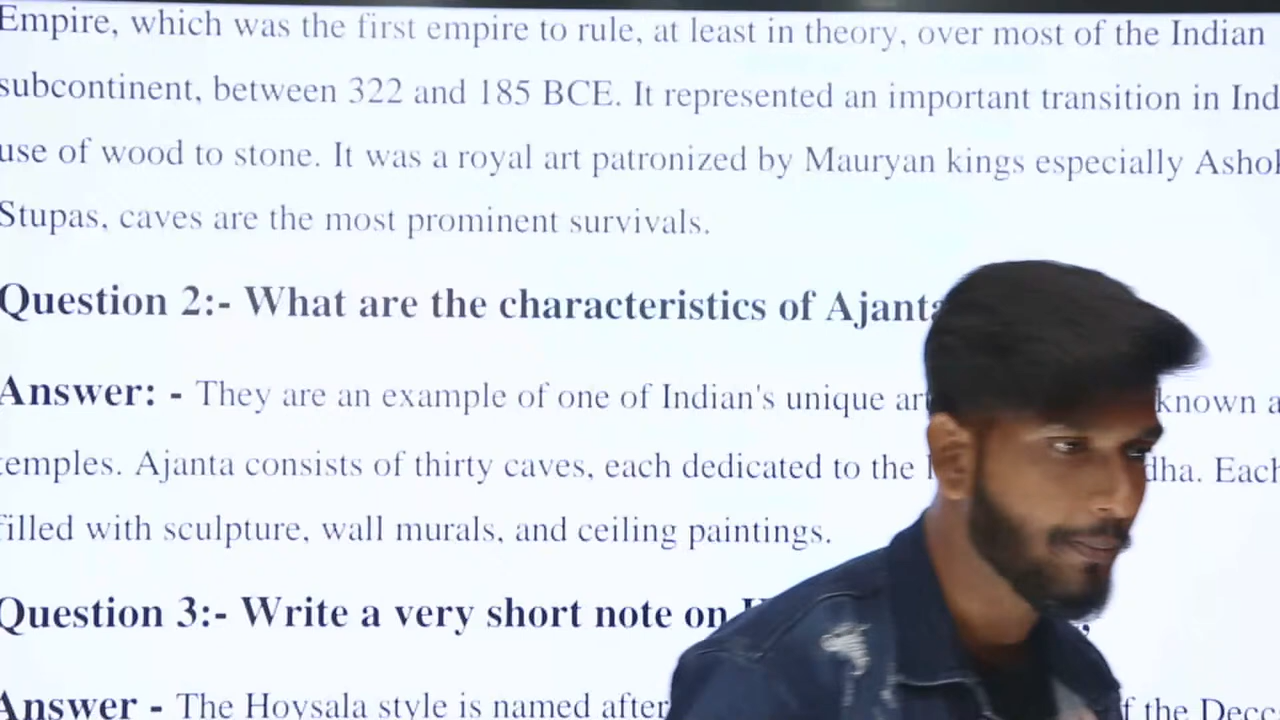 Empire, which was the first empire to rule, at least in theory, over most of the Indian
subcontinent, between 322 and 185 BCE. It represented an important transition in Ind
use of wood to stone. It was a royal art patronized by Mauryan kings especially Ashok
Stupas, caves are the most prominent survivals.
Question 2:- What are the characteristics of Ajanta
Answer: - They are an example of one of Indian's unique art known a
temples. Ajanta consists of thirty caves, each dedicated to the dha. Each
filled with sculpture, wall murals, and ceiling paintings.
Question 3:- Write a very short note on
Answer - The Hoysala style is named after f the Decc